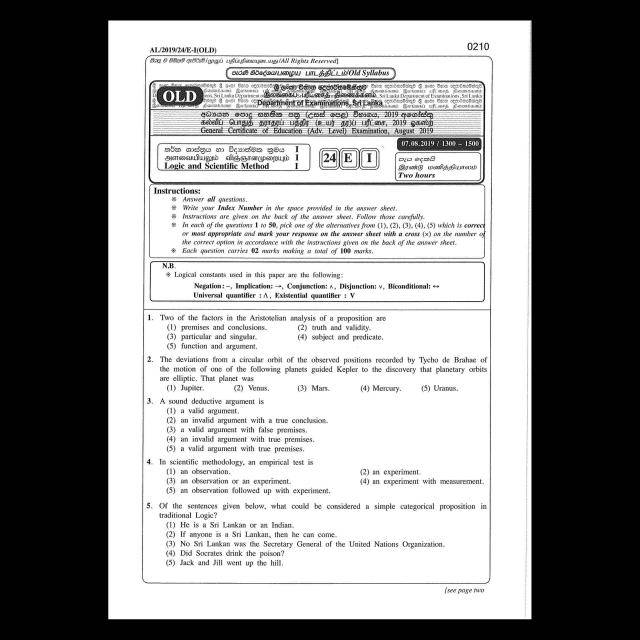 AL/2019/24/E-I(OLD)
0210
සියලු ම හිමිකම් ඇවිරිණි/முழுப் பதிப்புரிமையுடையது/All Rights Reserved]
පැරණි නිර්දේශය/பழைய பாடத்திட்டம்/Old Syllabus
OLD
ශ්‍රී ලංකා විභාග දෙපාර්තමේන්තුව
இலங்கைப் பரீட்சைத் திணைக்களம்
Department of Examinations, Sri Lanka
අධ්‍යයන පොදු සහතික පත්‍ර (උසස් පෙළ) විභාගය, 2019 අගෝස්තු
கல்விப் பொதுத் தராதரப் பத்திர (உயர் தர)ப் பரீட்சை, 2019 ஓகஸ்ற்
General Certificate of Education (Adv. Level) Examination, August 2019
07.08.2019 / 1300 – 1500
තර්ක ශාස්ත්‍රය හා විද්‍යාත්මක ක්‍රමය I
அளவையியலும் விஞ்ஞானமுறையும் I
Logic and Scientific Method I
24 E I
පැය දෙකයි
இரண்டு மணித்தியாலம்
Two hours
Instructions:
※ Answer all questions.
※ Write your Index Number in the space provided in the answer sheet.
※ Instructions are given on the back of the answer sheet. Follow those carefully.
※ In each of the questions 1 to 50, pick one of the alternatives from (1), (2), (3), (4), (5) which is correct
or most appropriate and mark your response on the answer sheet with a cross (×) on the number of
the correct option in accordance with the instructions given on the back of the answer sheet.
※ Each question carries 02 marks making a total of 100 marks.
N.B.
※ Logical constants used in this paper are the following:
Negation: ~, Implication: →, Conjunction: ∧, Disjunction: ∨, Biconditional: ↔
Universal quantifier : Λ, Existential quantifier : V
1. Two of the factors in the Aristotelian analysis of a proposition are
(1) premises and conclusions. (2) truth and validity.
(3) particular and singular. (4) subject and predicate.
(5) function and argument.
2. The deviations from a circular orbit of the observed positions recorded by Tycho de Brahae of
the motion of one of the following planets guided Kepler to the discovery that planetary orbits
are elliptic. That planet was
(1) Jupiter. (2) Venus. (3) Mars. (4) Mercury. (5) Uranus.
3. A sound deductive argument is
(1) a valid argument.
(2) an invalid argument with a true conclusion.
(3) a valid argument with false premises.
(4) an invalid argument with true premises.
(5) a valid argument with true premises.
4. In scientific methodology, an empirical test is
(1) an observation. (2) an experiment.
(3) an observation or an experiment. (4) an experiment with measurement.
(5) an observation followed up with experiment.
5. Of the sentences given below, what could be considered a simple categorical proposition in
traditional Logic?
(1) He is a Sri Lankan or an Indian.
(2) If anyone is a Sri Lankan, then he can come.
(3) No Sri Lankan was the Secretary General of the United Nations Organization.
(4) Did Socrates drink the poison?
(5) Jack and Jill went up the hill.
[see page two